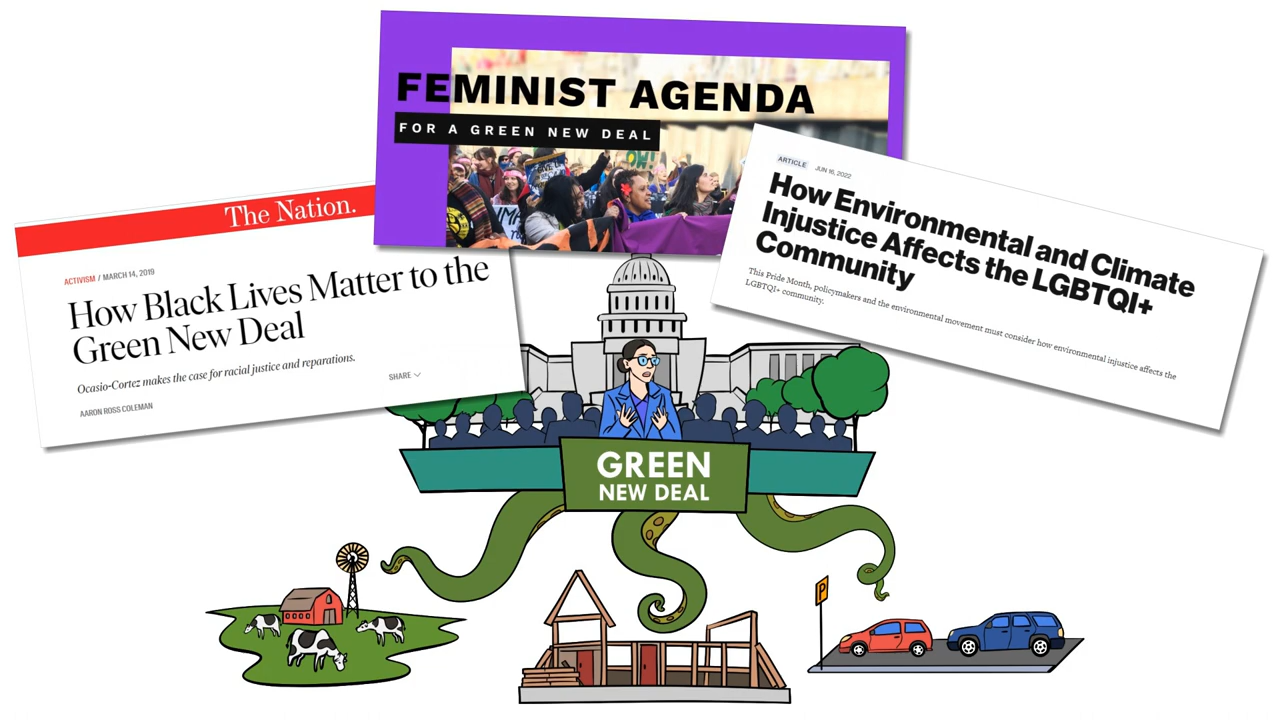 FEMINIST AGENDA
FOR A GREEN NEW DEAL
The Nation.
ACTIVISM / MARCH 14, 2019
How Black Lives Matter to the
Green New Deal
Ocasio-Cortez makes the case for racial justice and reparations.
SHARE
AARON ROSS COLEMAN
ARTICLE JUN 16, 2022
How Environmental and Climate
Injustice Affects the LGBTQI+
Community
This Pride Month, policymakers and the environmental movement must consider how environmental injustice affects the
LGBTQI+ community.
GREEN
NEW DEAL
P